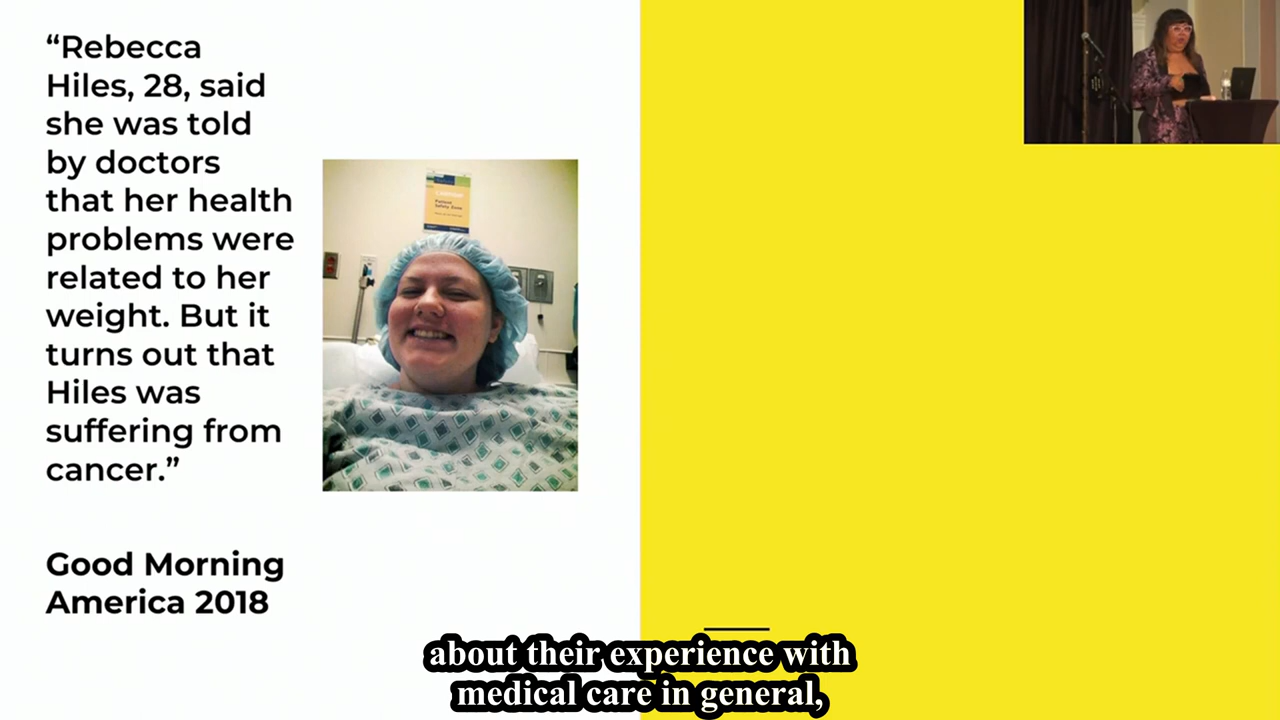 “Rebecca
Hiles, 28, said
she was told
by doctors
that her health
problems were
related to her
weight. But it
turns out that
Hiles was
suffering from
cancer.”
Good Morning
America 2018
about their experience with
medical care in general,